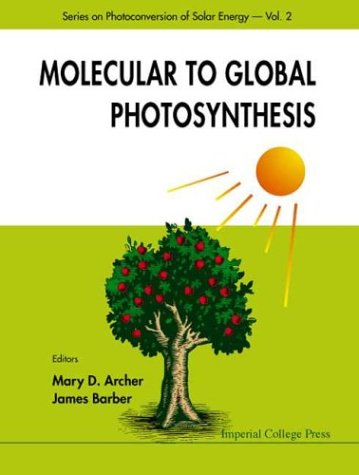 Series on Photoconversion of Solar Energy — Vol. 2
MOLECULAR TO GLOBAL
PHOTOSYNTHESIS
Editors
Mary D. Archer
James Barber
Imperial College Press